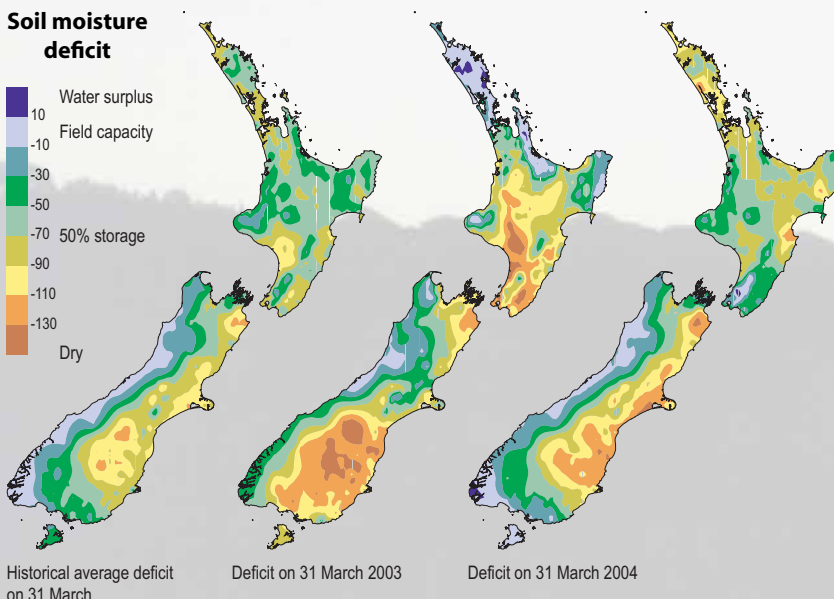 Soil moisture
deficit
Water surplus
10
Field capacity
-10
-30
-50
50% storage
-70
-90
-110
-130
Dry
Historical average deficit
on 31 March
Deficit on 31 March 2003
Deficit on 31 March 2004